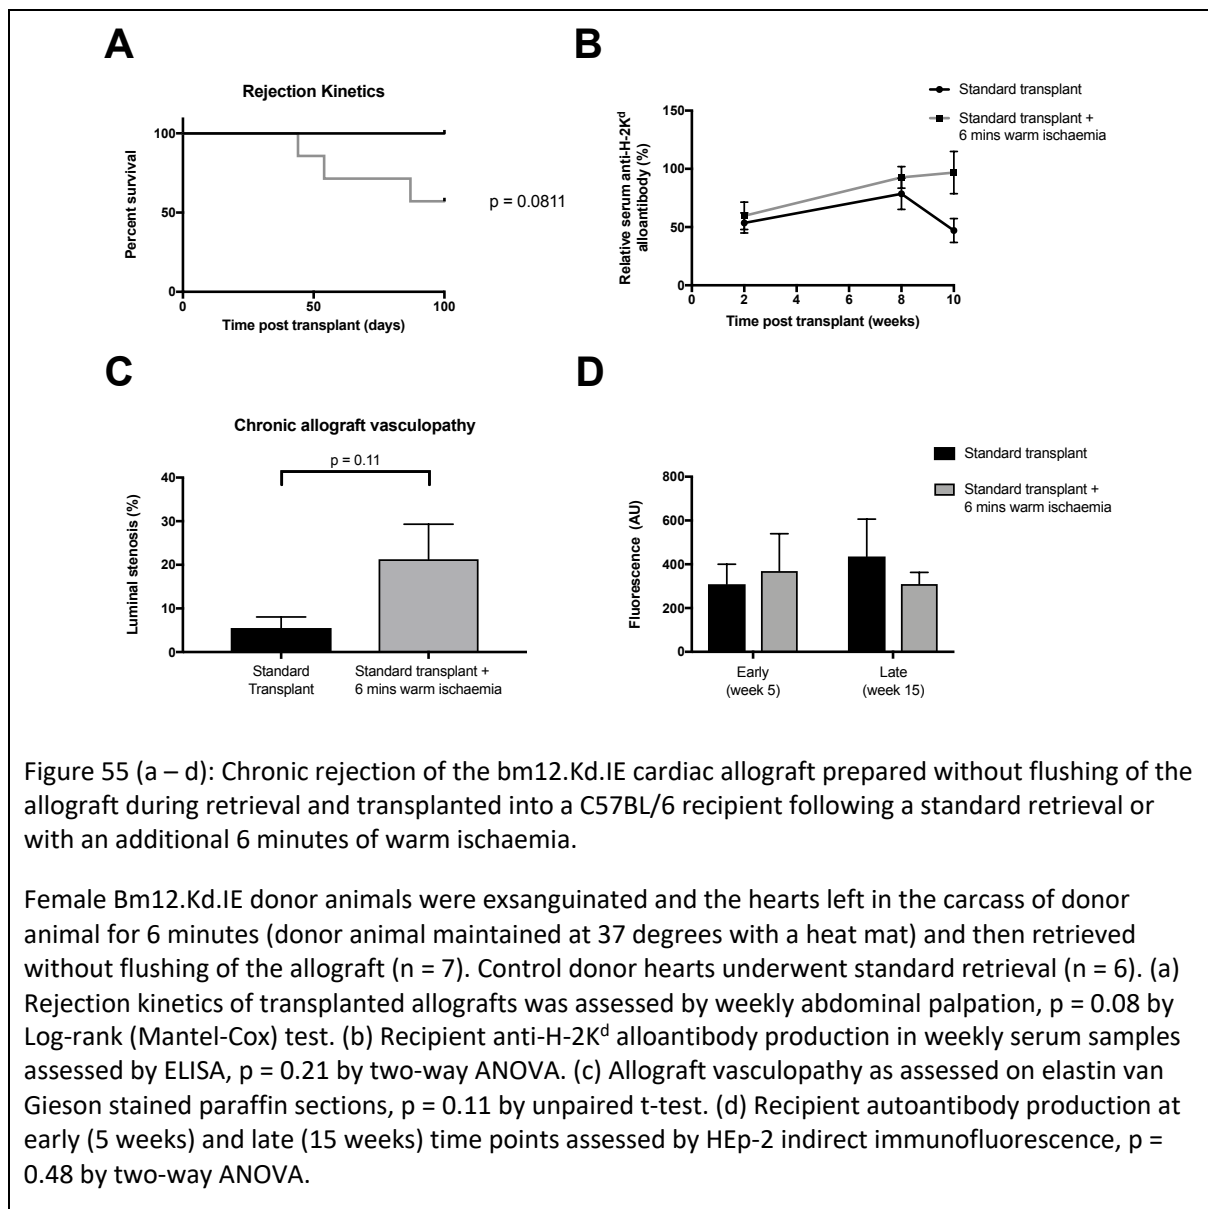 A
Rejection Kinetics
Percent survival
100
50
0
0
50
100
Time post transplant (days)
p = 0.0811
B
Standard transplant
Standard transplant +
6 mins warm ischaemia
Relative serum anti-H-2Kᵈ
alloantibody (%)
150
100
50
0
0
2
4
6
8
10
Time post transplant (weeks)
C
Chronic allograft vasculopathy
p = 0.11
Luminal stenosis (%)
40
30
20
10
0
Standard
Transplant
Standard transplant +
6 mins warm ischaemia
D
Standard transplant
Standard transplant +
6 mins warm ischaemia
Fluorescence (AU)
800
600
400
200
0
Early
(week 5)
Late
(week 15)
Figure 55 (a – d): Chronic rejection of the bm12.Kd.IE cardiac allograft prepared without flushing of the
allograft during retrieval and transplanted into a C57BL/6 recipient following a standard retrieval or
with an additional 6 minutes of warm ischaemia.
Female Bm12.Kd.IE donor animals were exsanguinated and the hearts left in the carcass of donor
animal for 6 minutes (donor animal maintained at 37 degrees with a heat mat) and then retrieved
without flushing of the allograft (n = 7). Control donor hearts underwent standard retrieval (n = 6). (a)
Rejection kinetics of transplanted allografts was assessed by weekly abdominal palpation, p = 0.08 by
Log-rank (Mantel-Cox) test. (b) Recipient anti-H-2Kᵈ alloantibody production in weekly serum samples
assessed by ELISA, p = 0.21 by two-way ANOVA. (c) Allograft vasculopathy as assessed on elastin van
Gieson stained paraffin sections, p = 0.11 by unpaired t-test. (d) Recipient autoantibody production at
early (5 weeks) and late (15 weeks) time points assessed by HEp-2 indirect immunofluorescence, p =
0.48 by two-way ANOVA.